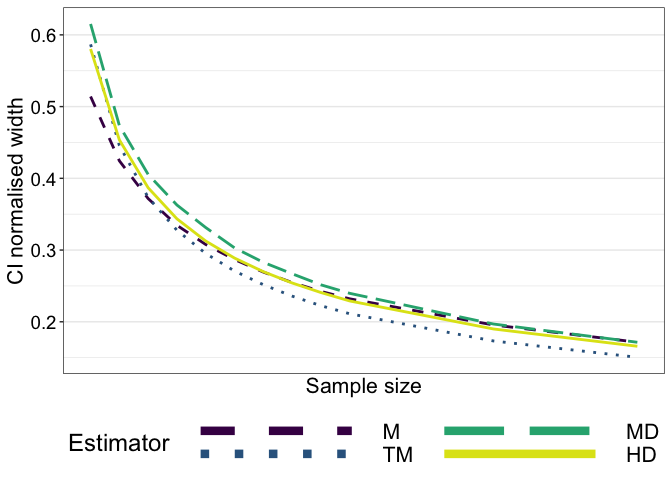 0.6
0.5
0.4
0.3
0.2
CI normalised width
Sample size
Estimator
M
MD
TM
HD